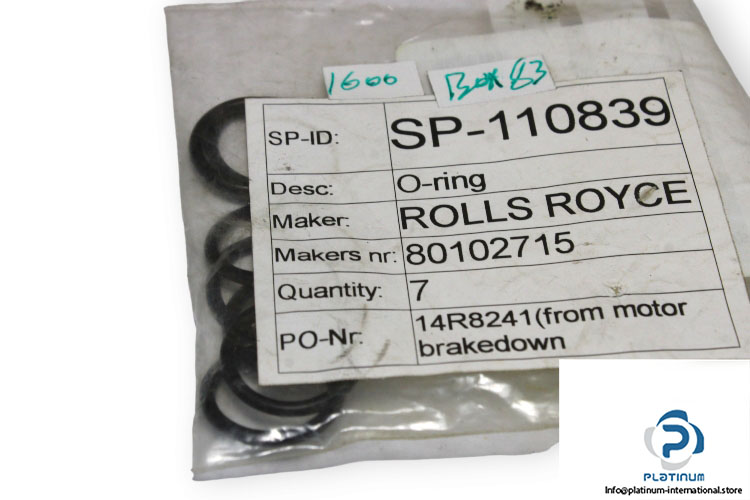 1600 Box 83
SP-ID: SP-110839
Desc: O-ring
Maker: ROLLS ROYCE
Makers nr: 80102715
Quantity: 7
PO-Nr: 14R8241(from motor
brakedown
PLATINUM
Info@platinum-international.store